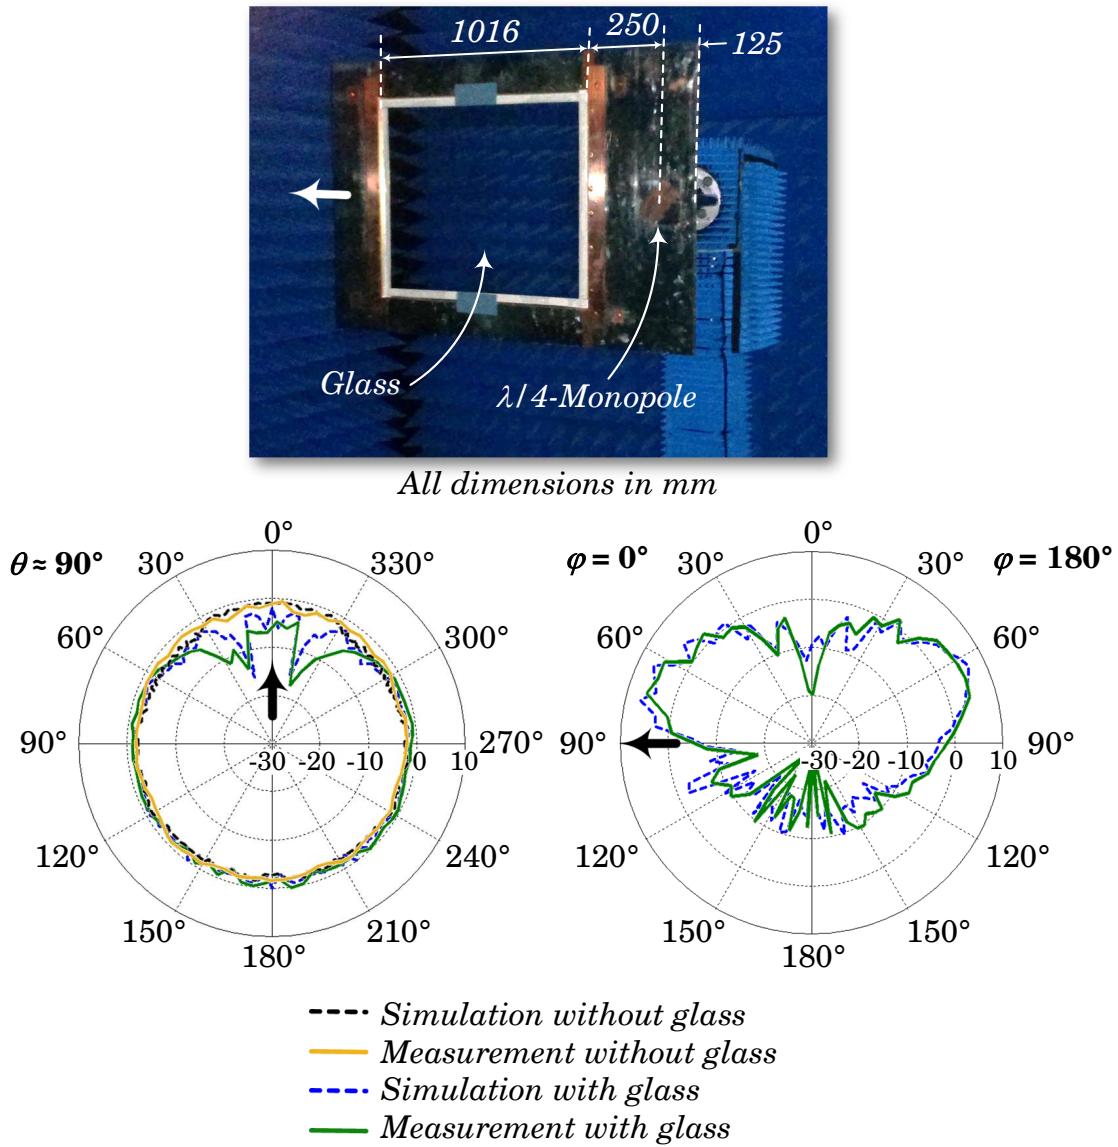 1016 250 125
Glass λ/4-Monopole
All dimensions in mm
θ ≈ 90° 0° φ = 0° 0° φ = 180°
30° 330° 30° 30°
60° 300° 60° 60°
90° -30 -20 -10 0 10 270° 90° -30 -20 -10 0 10 90°
120° 240° 120° 120°
150° 210° 150° 150°
180° 180°
Simulation without glass
Measurement without glass
Simulation with glass
Measurement with glass